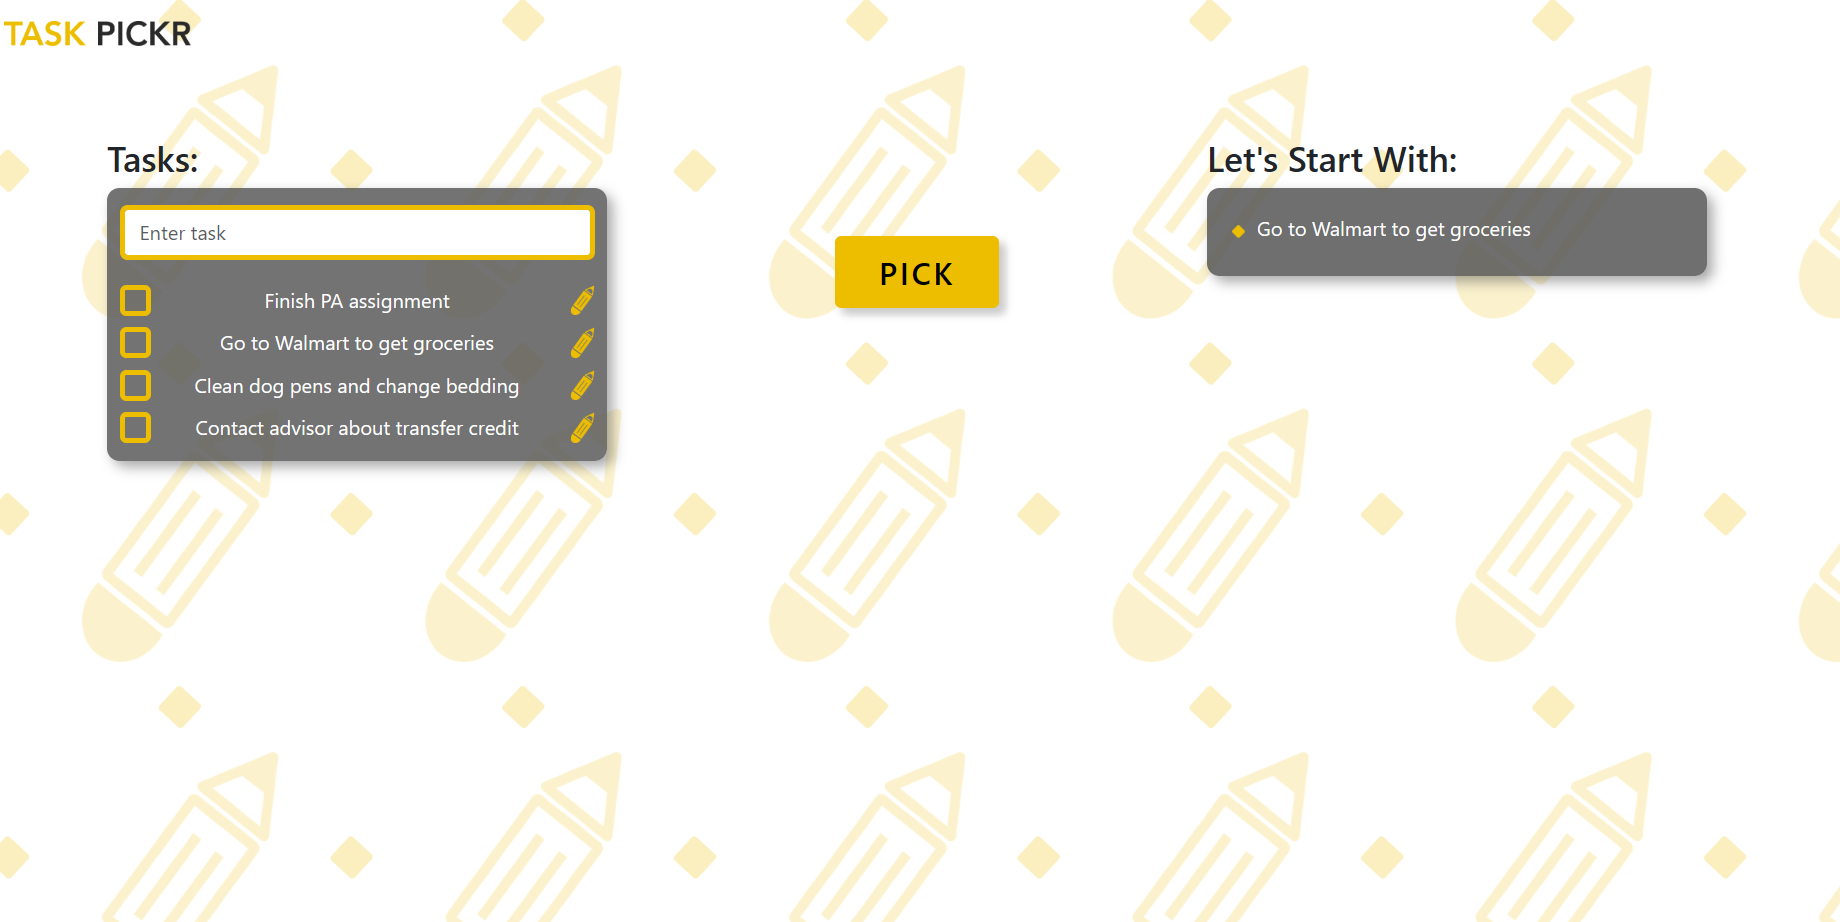 TASK PICKR
Tasks:
Enter task
Finish PA assignment
Go to Walmart to get groceries
Clean dog pens and change bedding
Contact advisor about transfer credit
PICK
Let's Start With:
Go to Walmart to get groceries